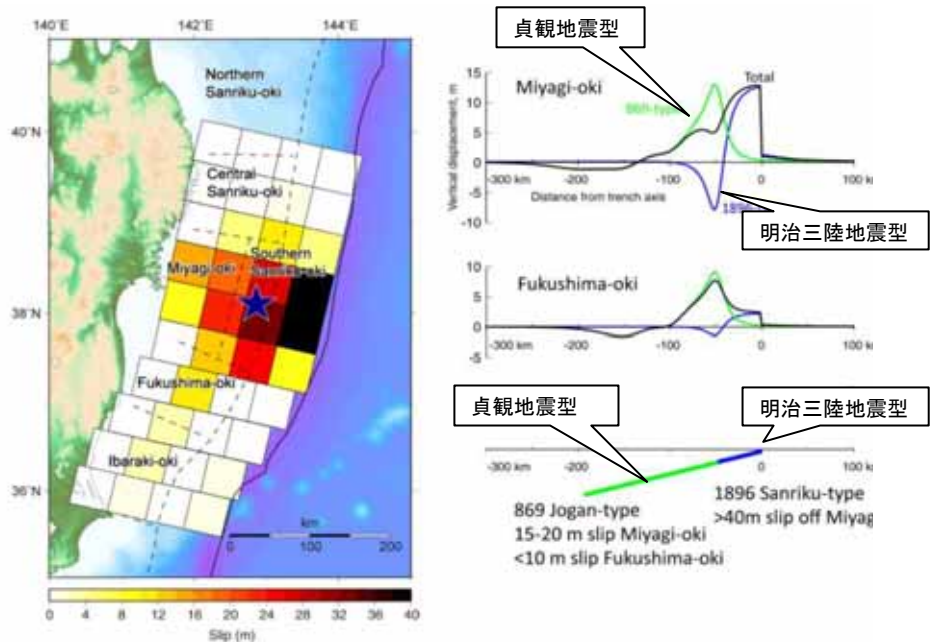 140˚E
142˚
144˚E
Northern
Sanriku-oki
40˚N
Central
Sanriku-oki
Southern
Miyagi-oki
Sanriku-oki
38˚N
Fukushima-oki
Ibaraki-oki
36˚N
km
0
100
200
0 4 8 12 16 20 24 28 32 36 40
Slip (m)
貞観地震型
Miyagi-oki
869-type
Total
Vertical displacement, m
15
10
5
0
-5
-10
-300 km
-200
-100
0
100 k
Distance from trench axis
1896
明治三陸地震型
Fukushima-oki
10
5
0
-5
-300 km
-200
-100
0
100 k
貞観地震型
明治三陸地震型
300 km
-200
0
100 k
869 Jogan-type
15-20 m slip Miyagi-oki
<10 m slip Fukushima-oki
1896 Sanriku-type
>40m slip off Miyag